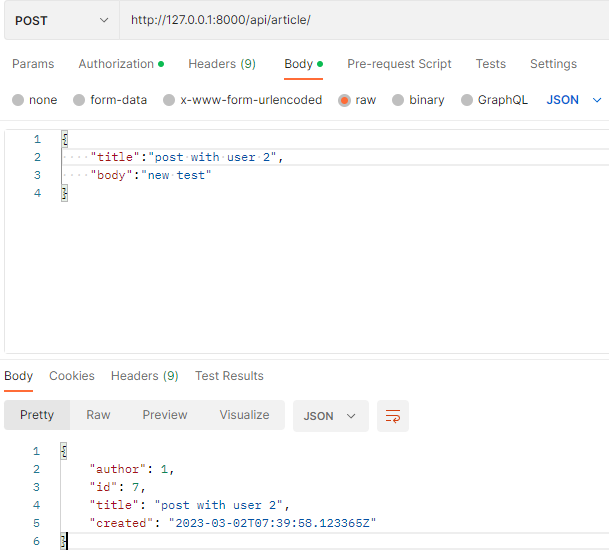 POST http://127.0.0.1:8000/api/article/
Params Authorization Headers (9) Body Pre-request Script Tests Settings
none form-data x-www-form-urlencoded raw binary GraphQL JSON
1 {
2 ····"title":"post·with·user·2",
3 ····"body":"new·test"
4 }
Body Cookies Headers (9) Test Results
Pretty Raw Preview Visualize JSON
1 {
2 "author": 1,
3 "id": 7,
4 "title": "post with user 2",
5 "created": "2023-03-02T07:39:58.123365Z"
6 }